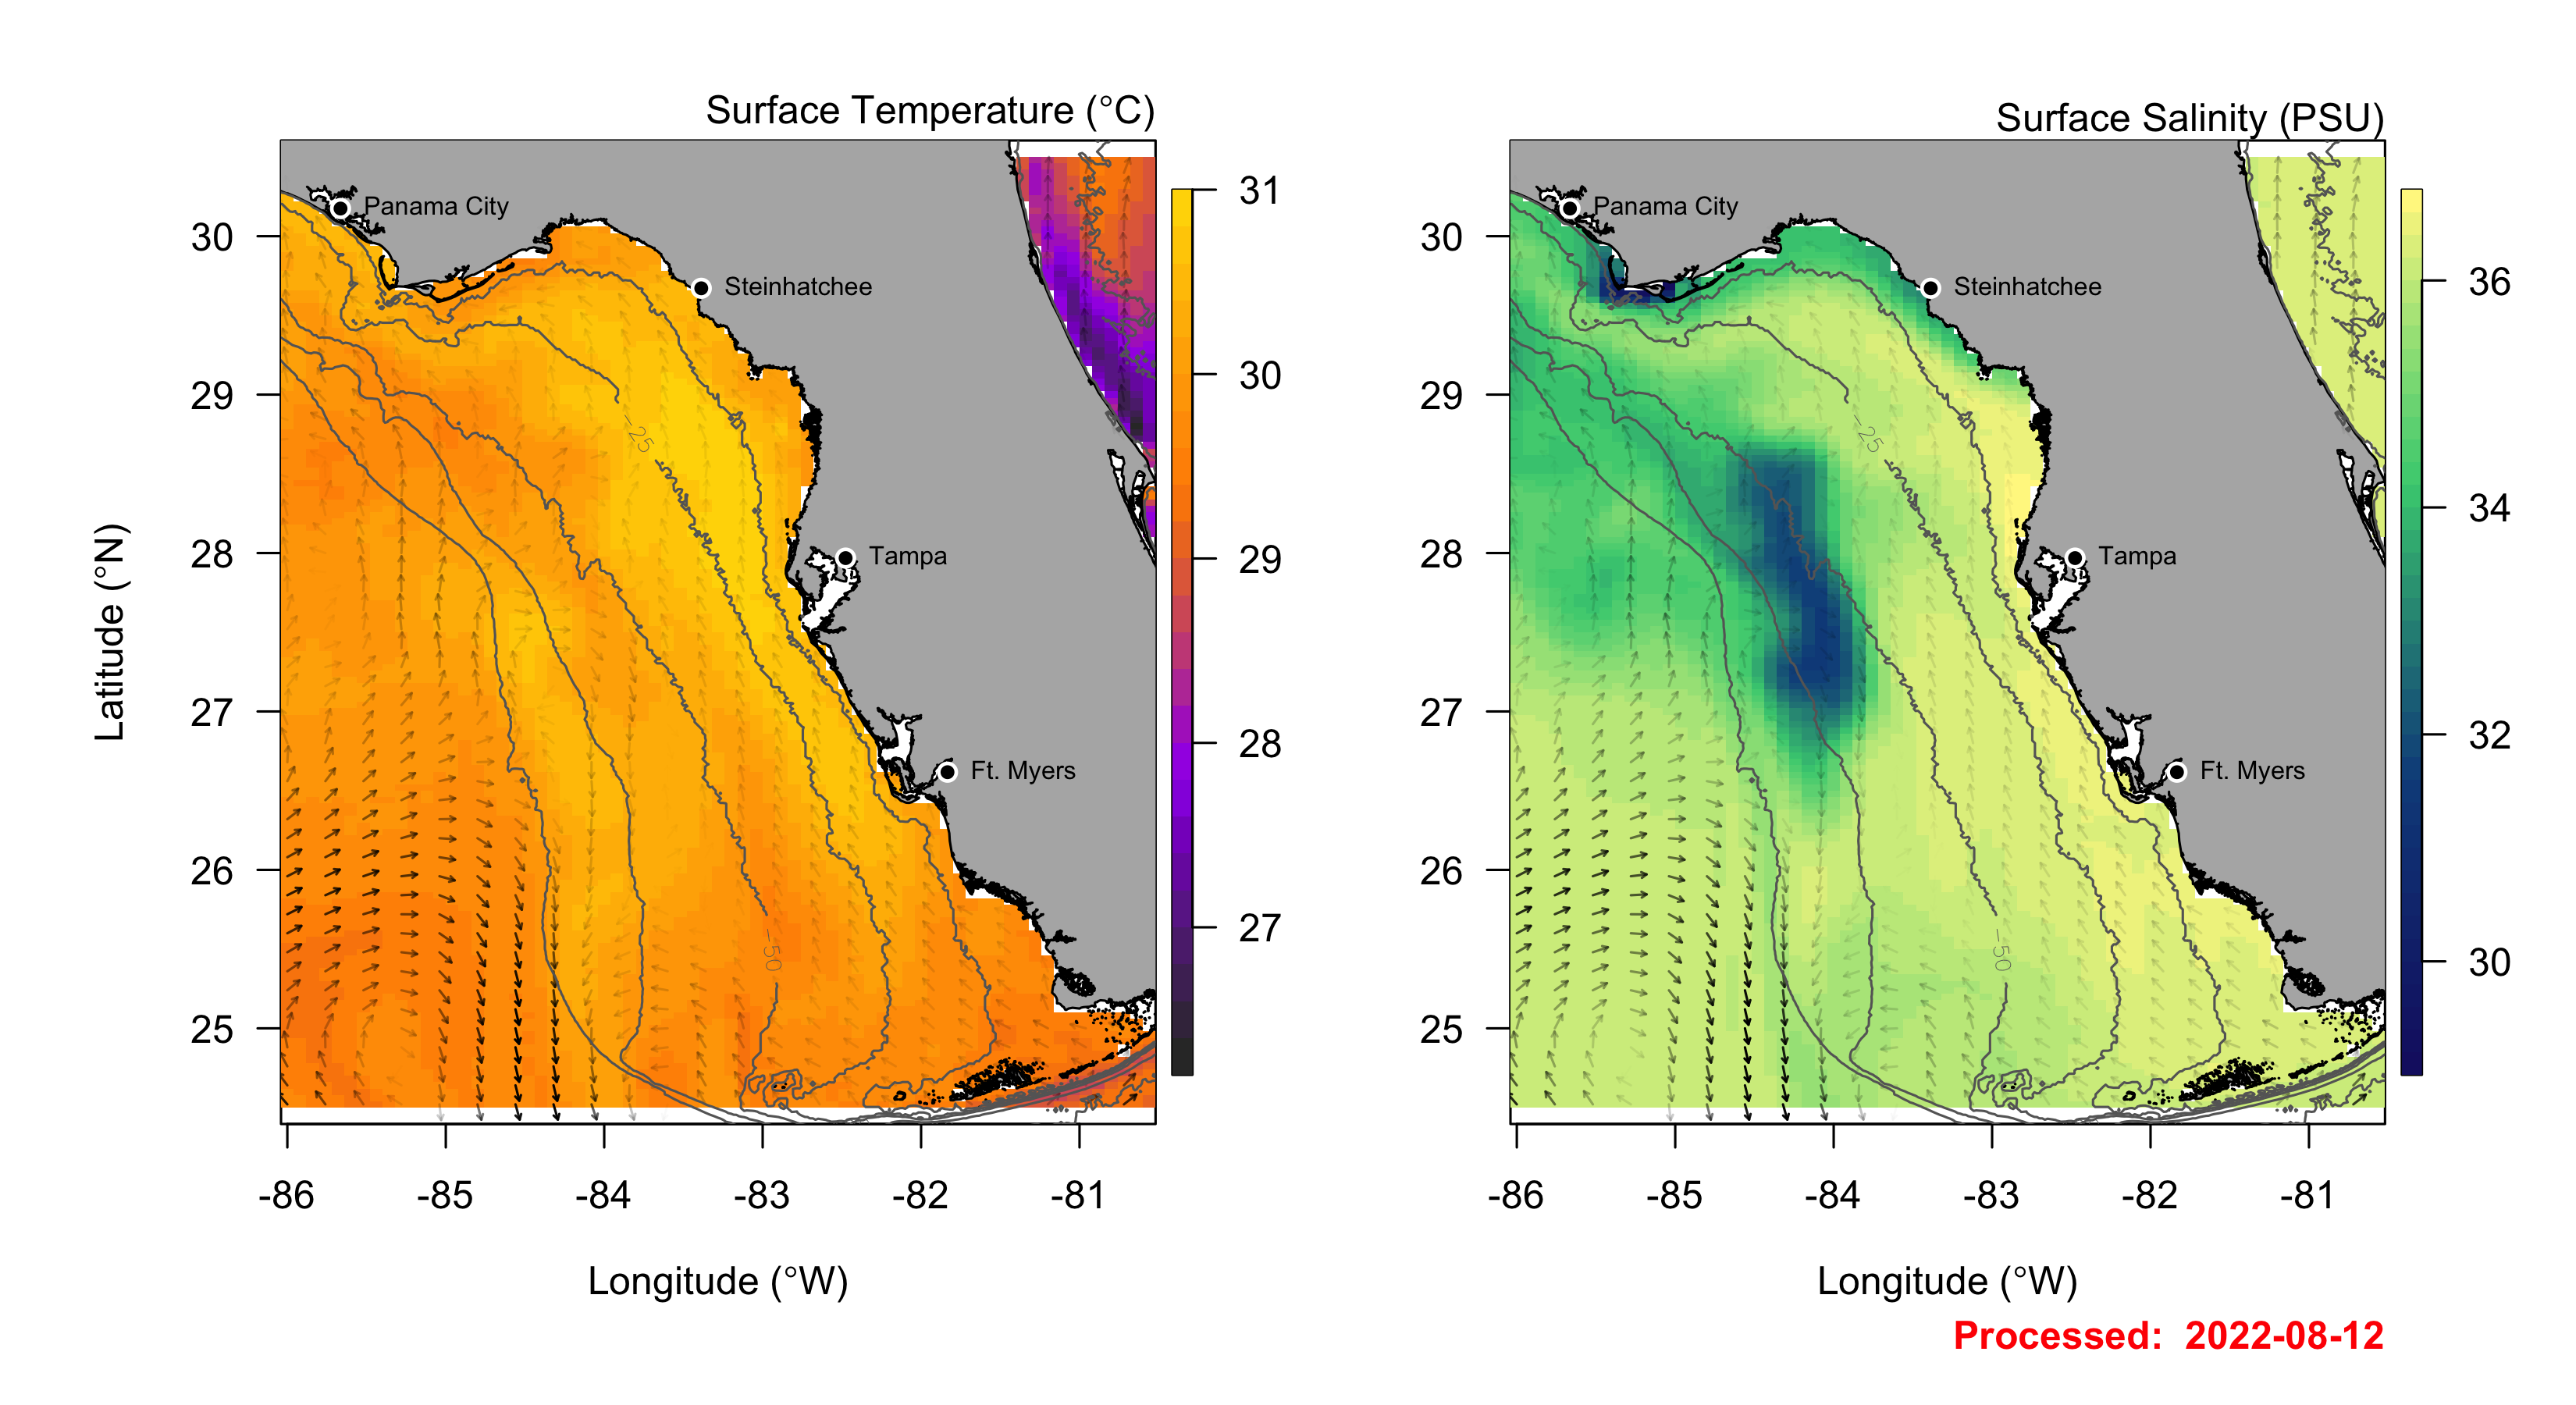 Surface Temperature (°C)
Panama City
Steinhatchee
Tampa
Ft. Myers
-25
-50
30
29
28
27
26
25
Latitude (°N)
-86 -85 -84 -83 -82 -81
Longitude (°W)
31
30
29
28
27
Surface Salinity (PSU)
Panama City
Steinhatchee
Tampa
Ft. Myers
-25
-50
30
29
28
27
26
25
-86 -85 -84 -83 -82 -81
Longitude (°W)
36
34
32
30
Processed: 2022-08-12